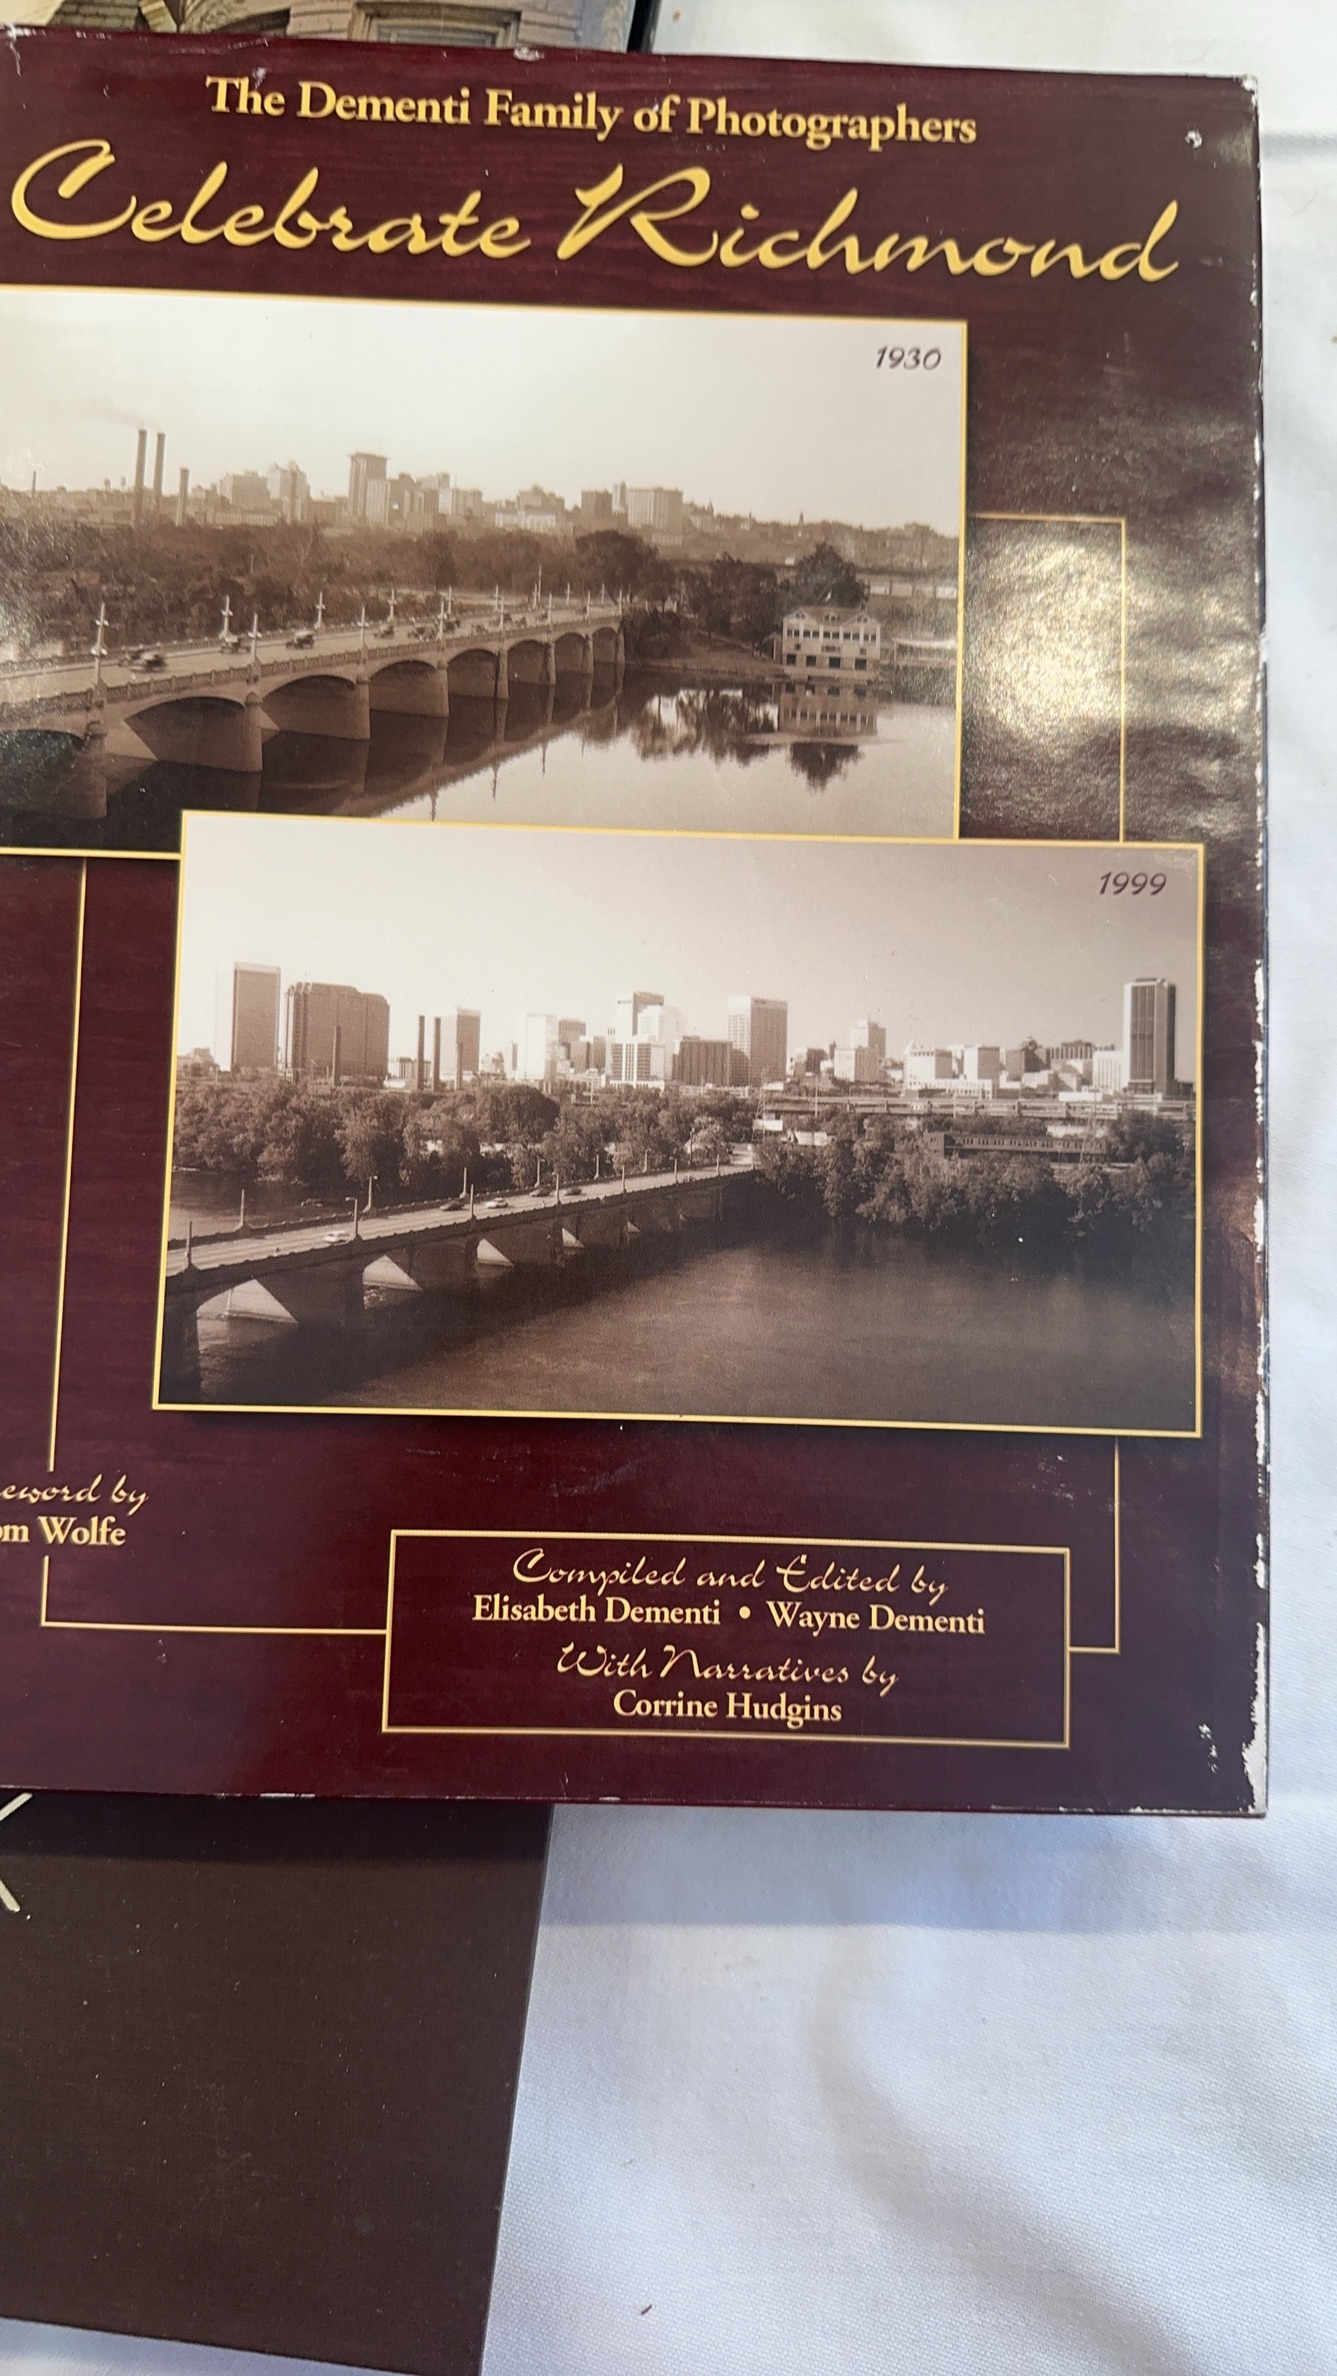 The Dementi Family of Photographers
Celebrate Richmond
1930
1999
eword by
om Wolfe
Compiled and Edited by
Elisabeth Dementi • Wayne Dementi
With Narratives by
Corrine Hudgins